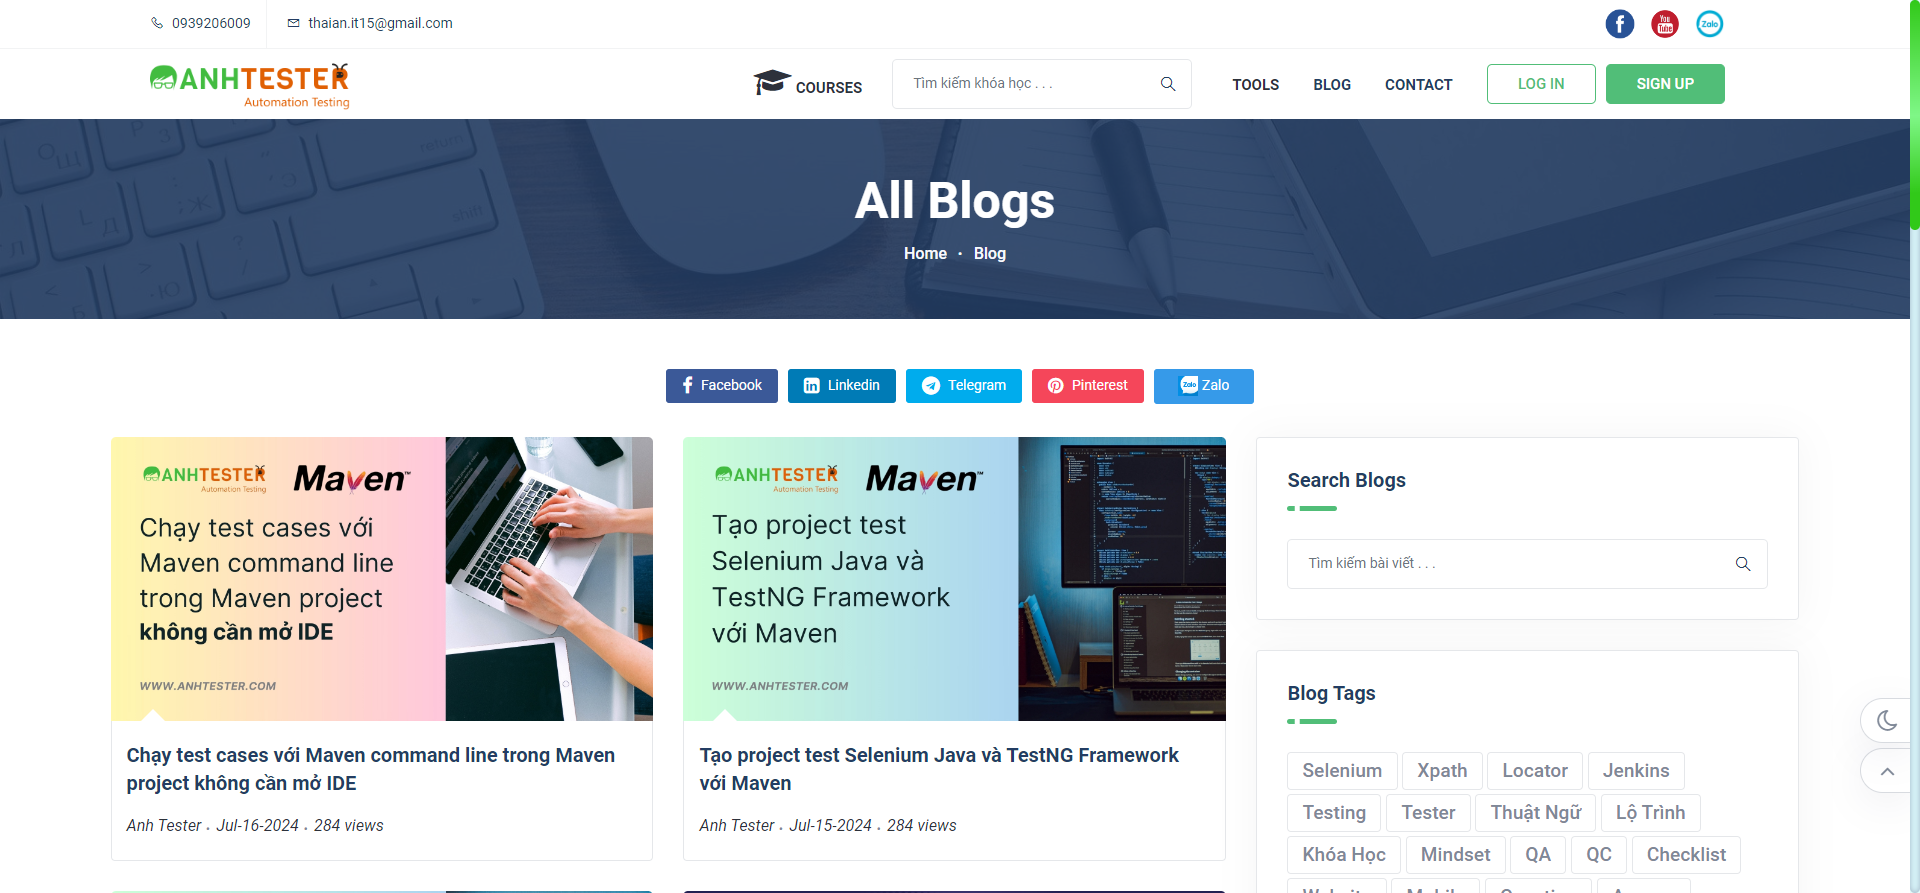 0939206009
thaian.it15@gmail.com
You Tube
Zalo
ANHTESTER
Automation Testing
COURSES
Tìm kiếm khóa học . . .
TOOLS
BLOG
CONTACT
LOG IN
SIGN UP
All Blogs
Home • Blog
Facebook
Linkedin
Telegram
Pinterest
Zalo
Zalo
ANHTESTER
Automation Testing
Maven™
Chạy test cases với
Maven command line
trong Maven project
không cần mở IDE
WWW.ANHTESTER.COM
Chạy test cases với Maven command line trong Maven
project không cần mở IDE
Anh Tester • Jul-16-2024 • 284 views
ANHTESTER
Automation Testing
Maven™
Tạo project test
Selenium Java và
TestNG Framework
với Maven
WWW.ANHTESTER.COM
Tạo project test Selenium Java và TestNG Framework
với Maven
Anh Tester • Jul-15-2024 • 284 views
Search Blogs
Tìm kiếm bài viết . . .
Blog Tags
Selenium
Xpath
Locator
Jenkins
Testing
Tester
Thuật Ngữ
Lộ Trình
Khóa Học
Mindset
QA
QC
Checklist